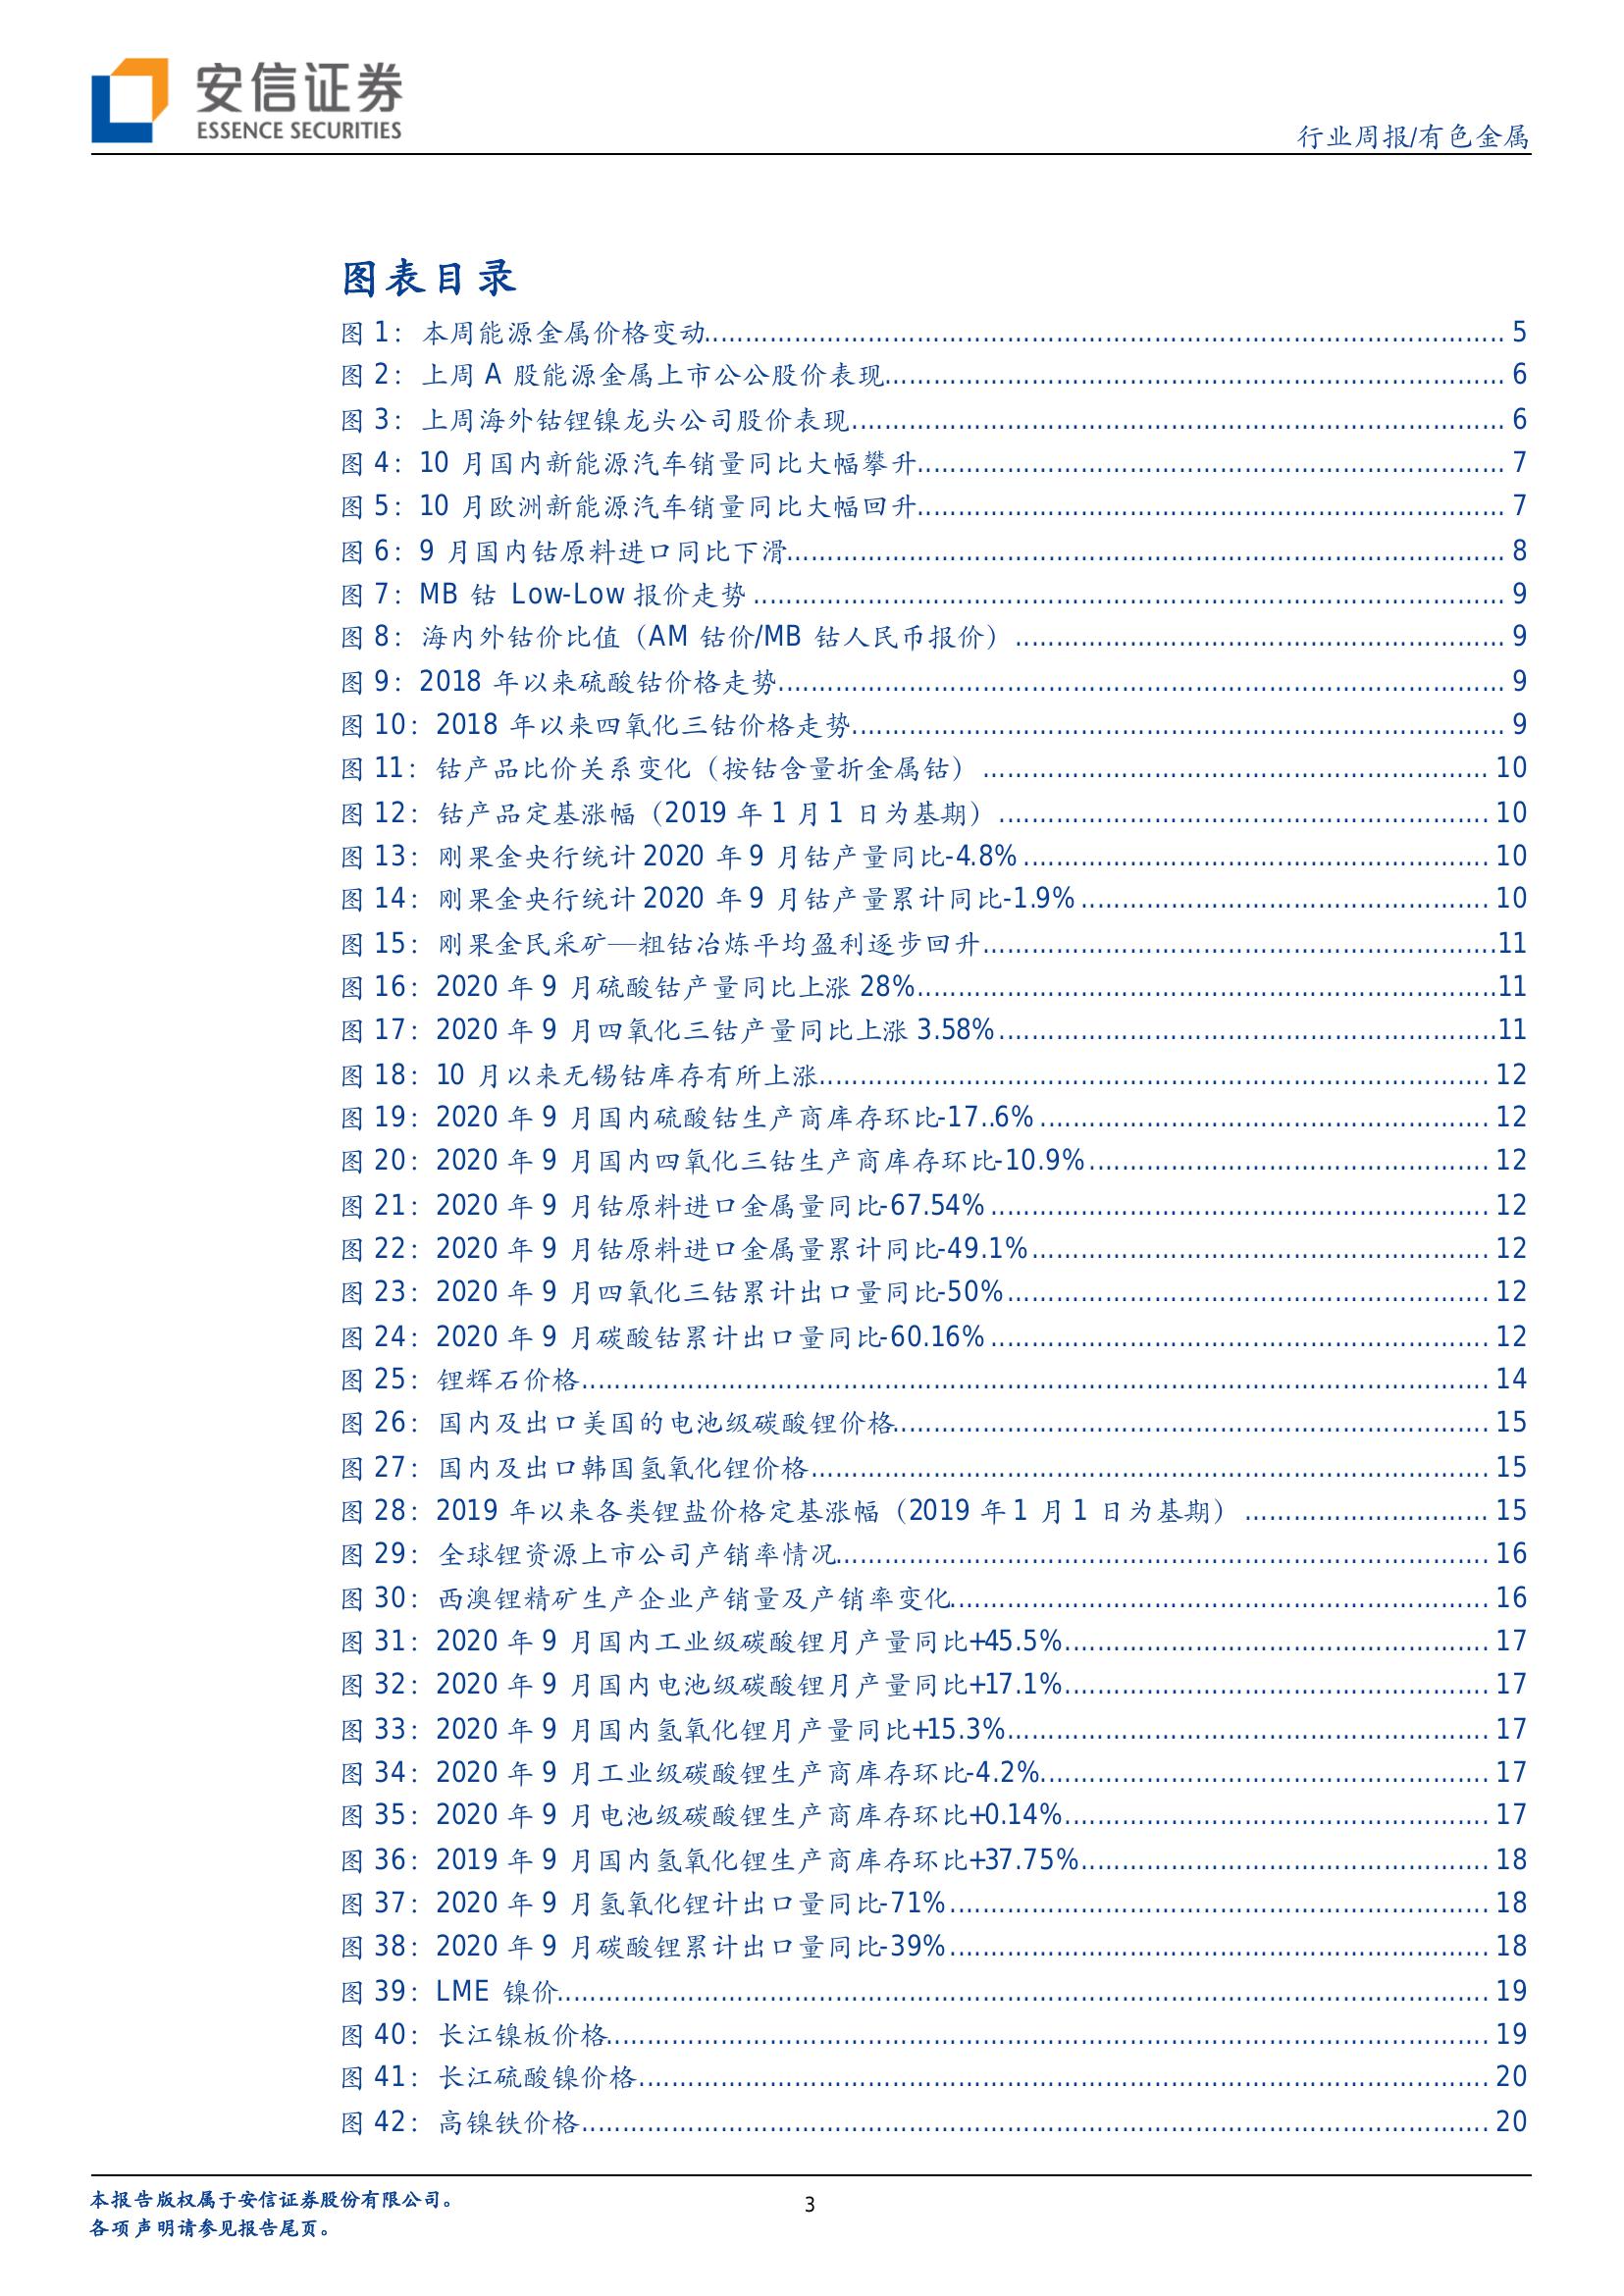 安信证券
ESSENCE SECURITIES
行业周报/有色金属
图表目录
图 1：本周能源金属价格变动 5
图 2：上周 A 股能源金属上市公公股价表现 6
图 3：上周海外钴锂镍龙头公司股价表现 6
图 4：10 月国内新能源汽车销量同比大幅攀升 7
图 5：10 月欧洲新能源汽车销量同比大幅回升 7
图 6：9 月国内钴原料进口同比下滑 8
图 7：MB 钴 Low-Low 报价走势 9
图 8：海内外钴价比值（AM 钴价/MB 钴人民币报价） 9
图 9：2018 年以来硫酸钴价格走势 9
图 10：2018 年以来四氧化三钴价格走势 9
图 11：钴产品比价关系变化（按钴含量折金属钴） 10
图 12：钴产品定基涨幅（2019 年 1 月 1 日为基期） 10
图 13：刚果金央行统计 2020 年 9 月钴产量同比-4.8% 10
图 14：刚果金央行统计 2020 年 9 月钴产量累计同比-1.9% 10
图 15：刚果金民采矿—粗钴冶炼平均盈利逐步回升 11
图 16：2020 年 9 月硫酸钴产量同比上涨 28% 11
图 17：2020 年 9 月四氧化三钴产量同比上涨 3.58% 11
图 18：10 月以来无锡钴库存有所上涨 12
图 19：2020 年 9 月国内硫酸钴生产商库存环比-17..6% 12
图 20：2020 年 9 月国内四氧化三钴生产商库存环比-10.9% 12
图 21：2020 年 9 月钴原料进口金属量同比-67.54% 12
图 22：2020 年 9 月钴原料进口金属量累计同比-49.1% 12
图 23：2020 年 9 月四氧化三钴累计出口量同比-50% 12
图 24：2020 年 9 月碳酸钴累计出口量同比-60.16% 12
图 25：锂辉石价格 14
图 26：国内及出口美国的电池级碳酸锂价格 15
图 27：国内及出口韩国氢氧化锂价格 15
图 28：2019 年以来各类锂盐价格定基涨幅（2019 年 1 月 1 日为基期） 15
图 29：全球锂资源上市公司产销率情况 16
图 30：西澳锂精矿生产企业产销量及产销率变化 16
图 31：2020 年 9 月国内工业级碳酸锂月产量同比+45.5% 17
图 32：2020 年 9 月国内电池级碳酸锂月产量同比+17.1% 17
图 33：2020 年 9 月国内氢氧化锂月产量同比+15.3% 17
图 34：2020 年 9 月工业级碳酸锂生产商库存环比-4.2% 17
图 35：2020 年 9 月电池级碳酸锂生产商库存环比+0.14% 17
图 36：2019 年 9 月国内氢氧化锂生产商库存环比+37.75% 18
图 37：2020 年 9 月氢氧化锂计出口量同比-71% 18
图 38：2020 年 9 月碳酸锂累计出口量同比-39% 18
图 39：LME 镍价 19
图 40：长江镍板价格 19
图 41：长江硫酸镍价格 20
图 42：高镍铁价格 20
本报告版权属于安信证券股份有限公司。
各项声明请参见报告尾页。
3